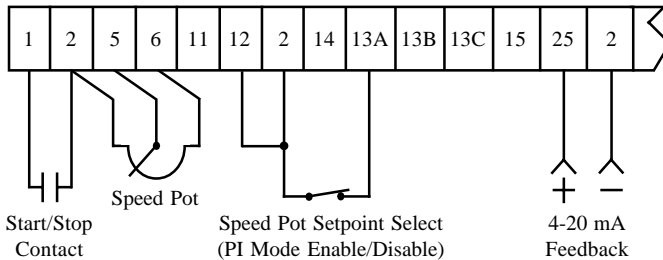 1 2 5 6 11 12 2 14 13A 13B 13C 15 25 2
Speed Pot
Start/Stop
Contact
Speed Pot Setpoint Select
(PI Mode Enable/Disable)
+ −
4-20 mA
Feedback